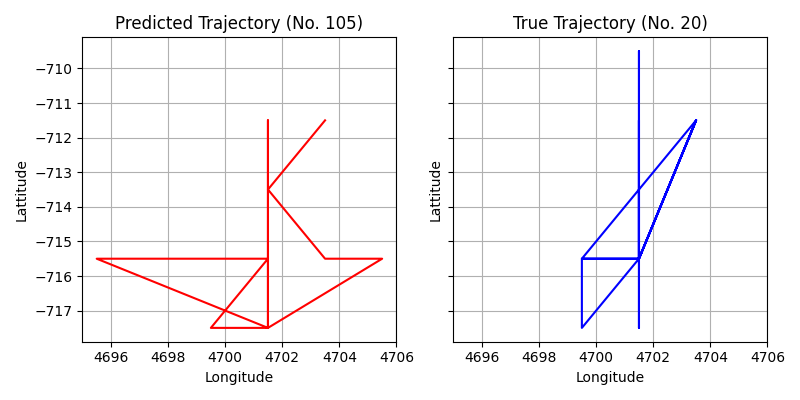 Predicted Trajectory (No. 105)
True Trajectory (No. 20)
−710
−711
−712
−713
−714
−715
−716
−717
Lattitude
Lattitude
4696 4698 4700 4702 4704 4706
4696 4698 4700 4702 4704 4706
Longitude
Longitude